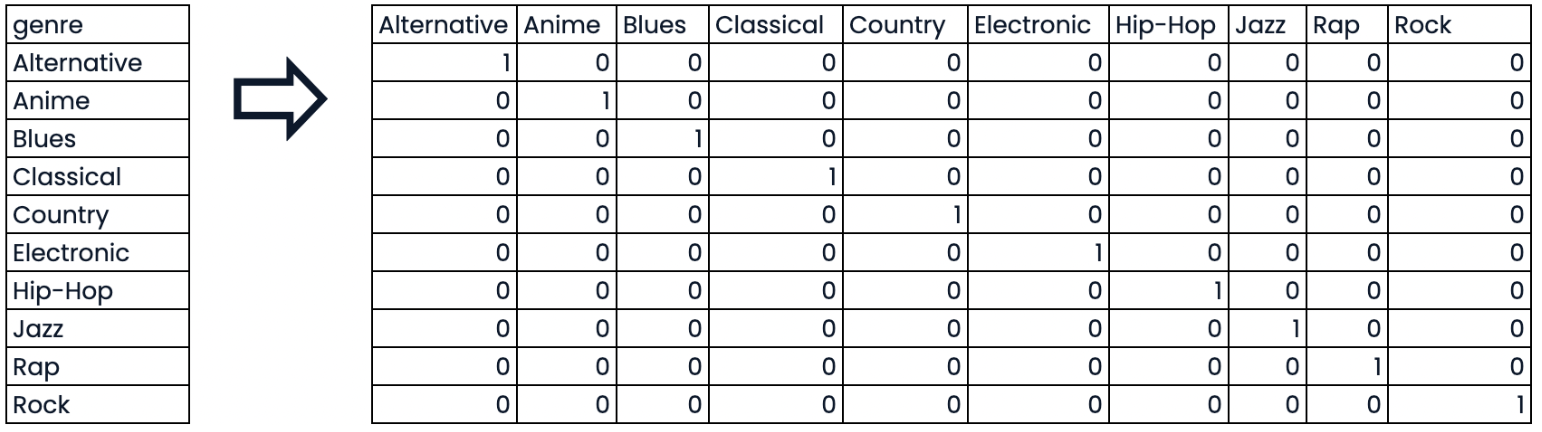 genre Alternative Anime Blues Classical Country Electronic Hip-Hop Jazz Rap Rock
Alternative 1 0 0 0 0 0 0 0 0 0
Anime 0 1 0 0 0 0 0 0 0 0
Blues 0 0 1 0 0 0 0 0 0 0
Classical 0 0 0 1 0 0 0 0 0 0
Country 0 0 0 0 1 0 0 0 0 0
Electronic 0 0 0 0 0 1 0 0 0 0
Hip-Hop 0 0 0 0 0 0 1 0 0 0
Jazz 0 0 0 0 0 0 0 1 0 0
Rap 0 0 0 0 0 0 0 0 1 0
Rock 0 0 0 0 0 0 0 0 0 1